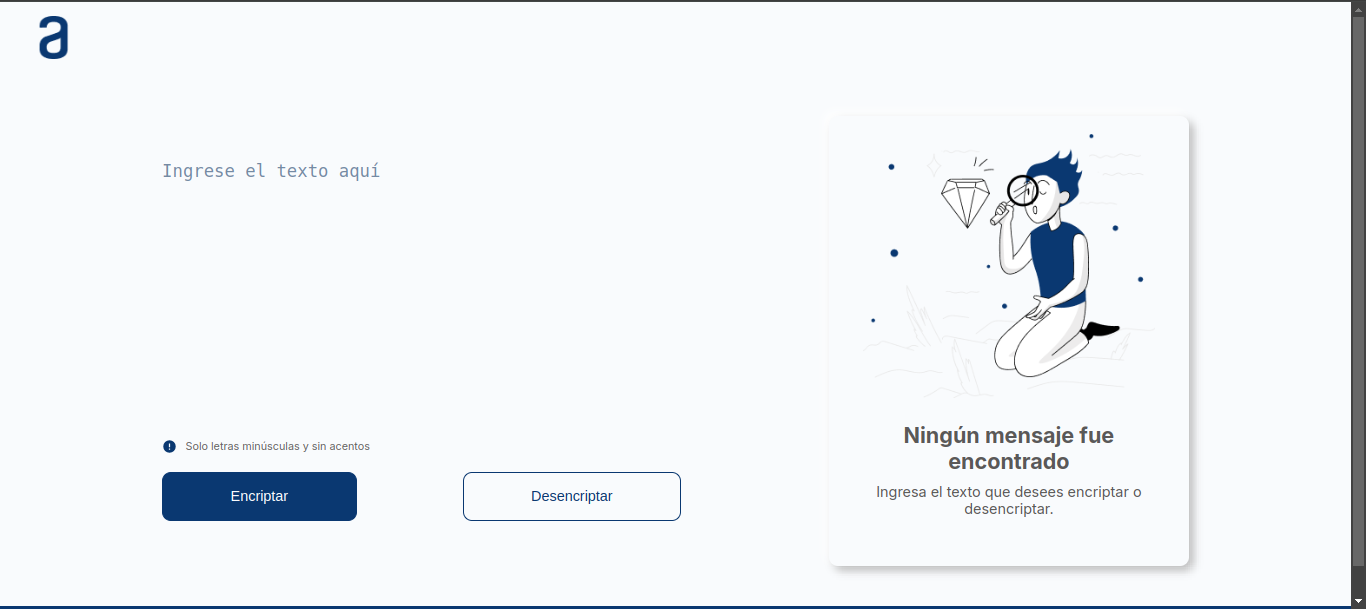 a
Ingrese el texto aquí
Solo letras minúsculas y sin acentos
Encriptar
Desencriptar
Ningún mensaje fue
encontrado
Ingresa el texto que desees encriptar o
desencriptar.